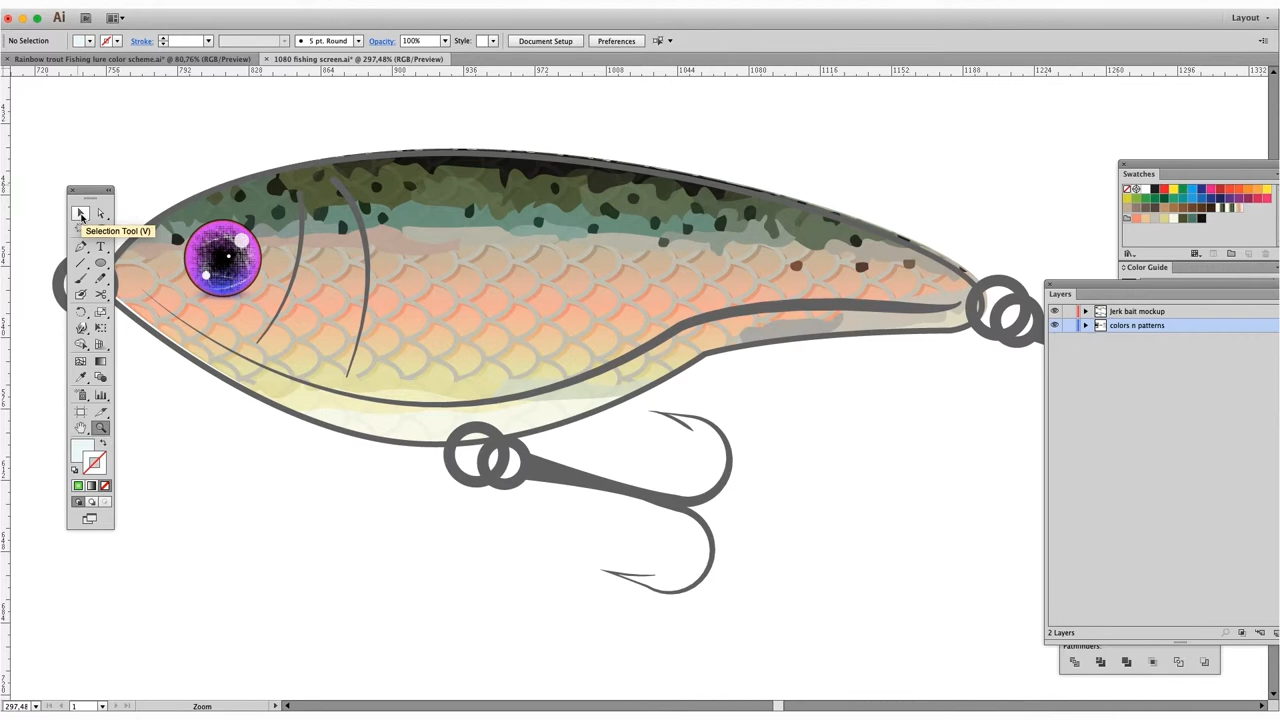 Ai
Br
Layout
No Selection
Stroke:
5 pt. Round
Opacity:
100%
Style:
Document Setup
Preferences
Rainbow trout Fishing lure color scheme.ai* @ 80,76% (RGB/Preview)
1080 fishing screen.ai* @ 297,48% (RGB/Preview)
720 756 792 828 864 900 936 972 1008 1044 1080 1116 1152 1188 1224 1260 1296 1332
Swatches
Selection Tool (V)
T
Color Guide
Layers
Jerk bait mockup
colors n patterns
2 Layers
Pathfinders:
297,48
1
Zoom